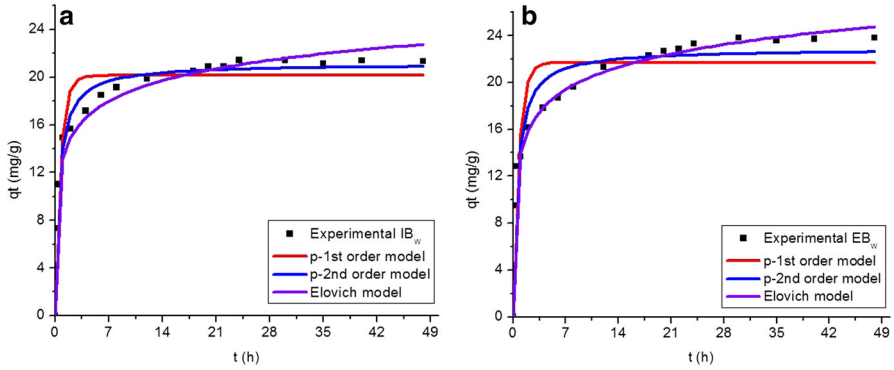 a
24
20
16
12
8
4
0
qt (mg/g)
Experimental IBw
p-1st order model
p-2nd order model
Elovich model
0 7 14 21 28 35 42 49
t (h)
b
28
24
20
16
12
8
4
0
qt (mg/g)
Experimental EBw
p-1st order model
p-2nd order model
Elovich model
0 7 14 21 28 35 42 49
t (h)